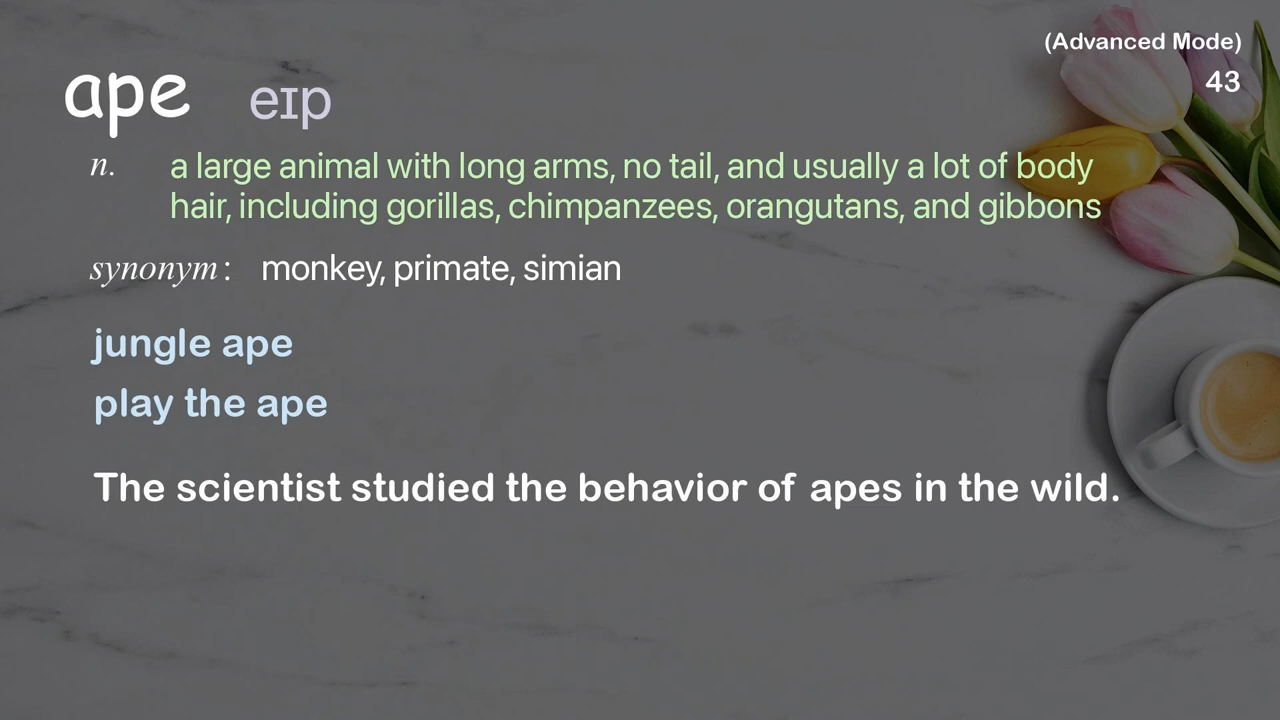 (Advanced Mode)
ape eɪp
43
n. a large animal with long arms, no tail, and usually a lot of body
hair, including gorillas, chimpanzees, orangutans, and gibbons
synonym: monkey, primate, simian
jungle ape
play the ape
The scientist studied the behavior of apes in the wild.